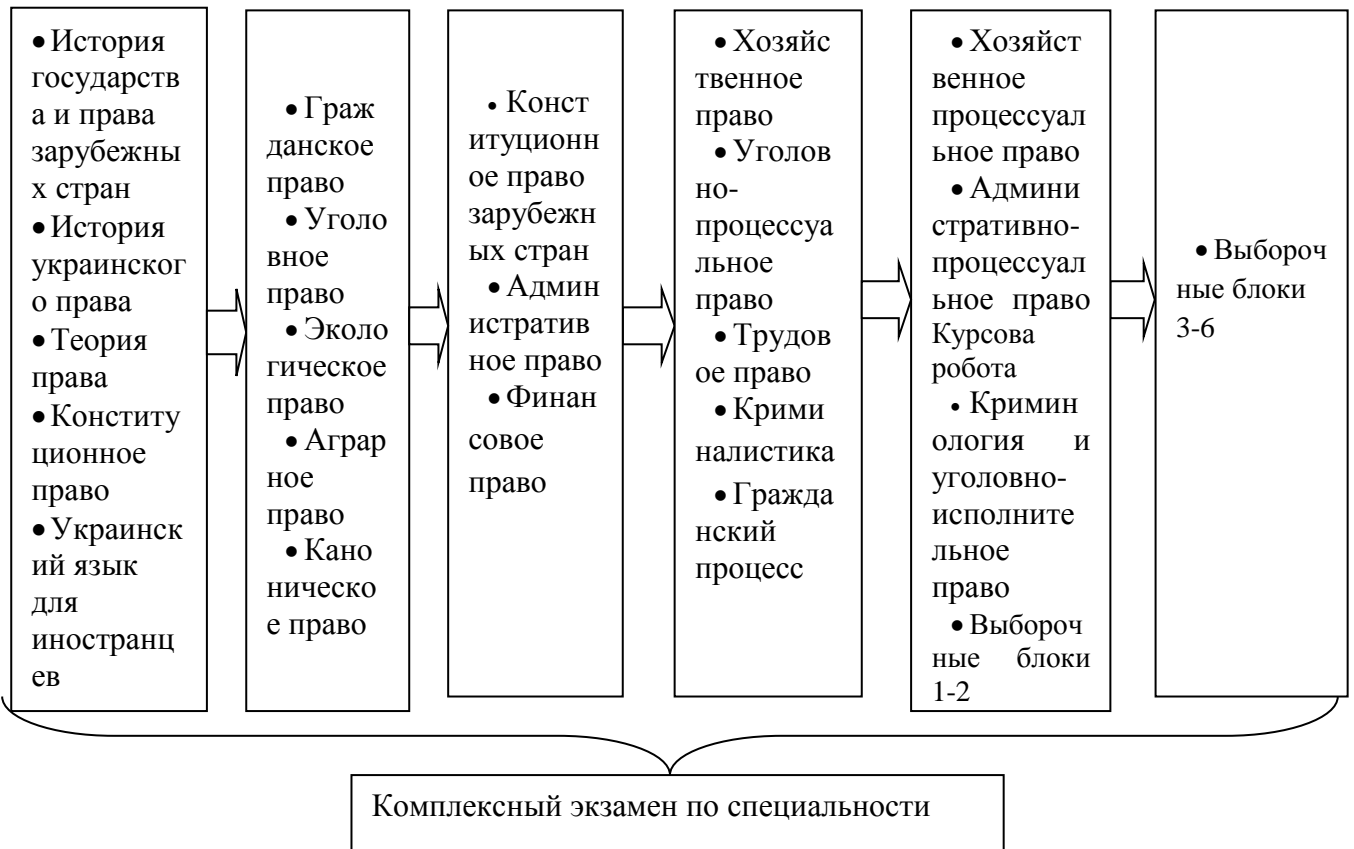 • История
государств
а и права
зарубежны
х стран
• История
украинског
о права
• Теория
права
• Конститу
ционное
право
• Украинск
ий язык
для
иностранц
ев
• Граж
данское
право
• Уголо
вное
право
• Эколо
гическое
право
• Аграр
ное
право
• Кано
ническо
е право
• Конст
итуционн
ое право
зарубежн
ых стран
• Админ
истратив
ное право
• Финан
совое
право
• Хозяйс
твенное
право
• Уголов
но-
процессуа
льное
право
• Трудов
ое право
• Крими
налистика
• Гражда
нский
процесс
• Хозяйст
венное
процессуал
ьное право
• Админи
стративно-
процессуал
ьное право
Курсова
робота
• Кримин
ология и
уголовно-
исполните
льное
право
• Выбороч
ные блоки
1-2
• Выбороч
ные блоки
3-6
Комплексный экзамен по специальности